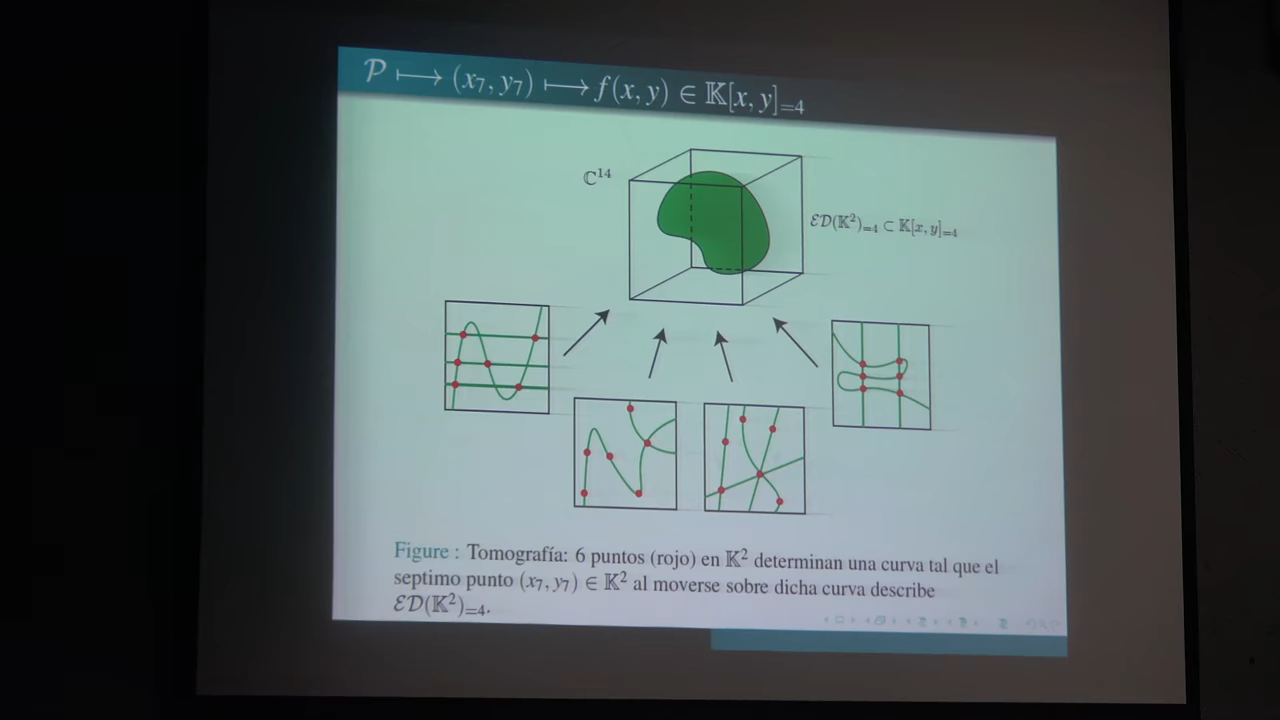 𝒫 ⟼ (x₇, y₇) ⟼ f(x, y) ∈ 𝕂[x, y]₌₄
ℂ¹⁴
ℰ𝒟(𝕂²)₌₄ ⊂ 𝕂[x, y]₌₄
Figure : Tomografía: 6 puntos (rojo) en 𝕂² determinan una curva tal que el
septimo punto (x₇, y₇) ∈ 𝕂² al moverse sobre dicha curva describe
ℰ𝒟(𝕂²)₌₄.